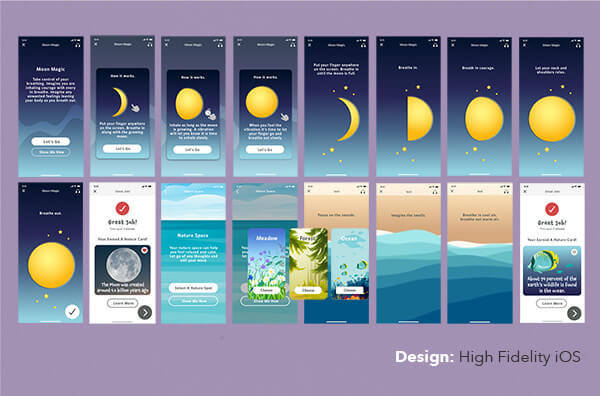 Moon Magic
Moon Magic
Moon Magic
Moon Magic
Moon Magic
Moon Magic
Moon Magic
Moon Magic
Moon Magic
Take control of your
breathing. Imagine you are
inhaling courage with every
in breath. Imagine any
unwanted feelings leaving
your body as you breath out.
Let's Go
Show Me How
How it works.
Put your finger anywhere
on the screen. Breathe in
along with the growing
moon.
Let's Go
How it works.
Inhale as long as the moon
is growing. A vibration
will let you know it is time
to exhale slowly.
Let's Go
How it works.
When you feel the
vibration it's time to let
your finger go and
breathe out slowly.
Let's Go
Put your finger anywhere
on the screen. Breathe in
until the moon is full.
Breathe in.
Breath in courage.
Let your neck and
shoulders relax.
Moon Magic
Breathe out.
Great Job!
Great Job!
You Earned A Nature Card!
The Moon was created
around 4.6 billion years ago
Learn More
Nature Space
Nature Space
Your nature space can help
you feel relaxed and calm.
Let go of any thoughts and
exit your mind.
Select A Nature Spot
Show Me How
Nature Space
Meadow
Choose
Forest
Choose
Ocean
Choose
Show Me How
Focus on the sounds.
Imagine the smells.
Breathe in cool air.
Breathe out warm air.
Great Job!
Great Job!
You Earned A Nature Card!
About 70 percent of the
earth's wildlife is found
in the ocean.
Learn More
Design: High Fidelity iOS